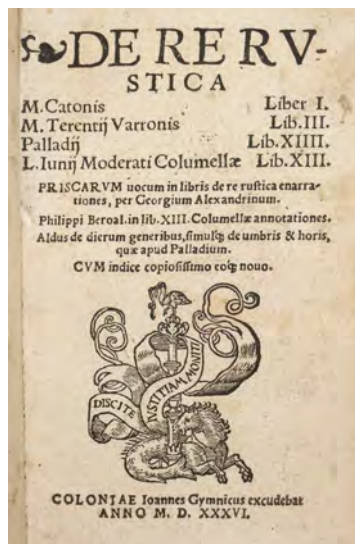 DE RE RV-
STICA
M. Catonis Liber I.
M. Terentij Varronis Lib. III.
Palladij Lib. XIIII.
L. Iunij Moderati Columellæ Lib. XIII.
PRISCARVM uocum in libris de re rustica enarra-
tiones, per Georgium Alexandrinum.
Philippi Beroal. in lib. XIII. Columellæ annotationes.
Aldus de dierum generibus, simulq́; de umbris & horis,
quæ apud Palladium.
CVM indice copiosissimo eoq́; nouo.
DISCITE IVSTITIAM, MONITI
COLONIAE Ioannes Gymnicus excudebat
ANNO M. D. XXXVI.